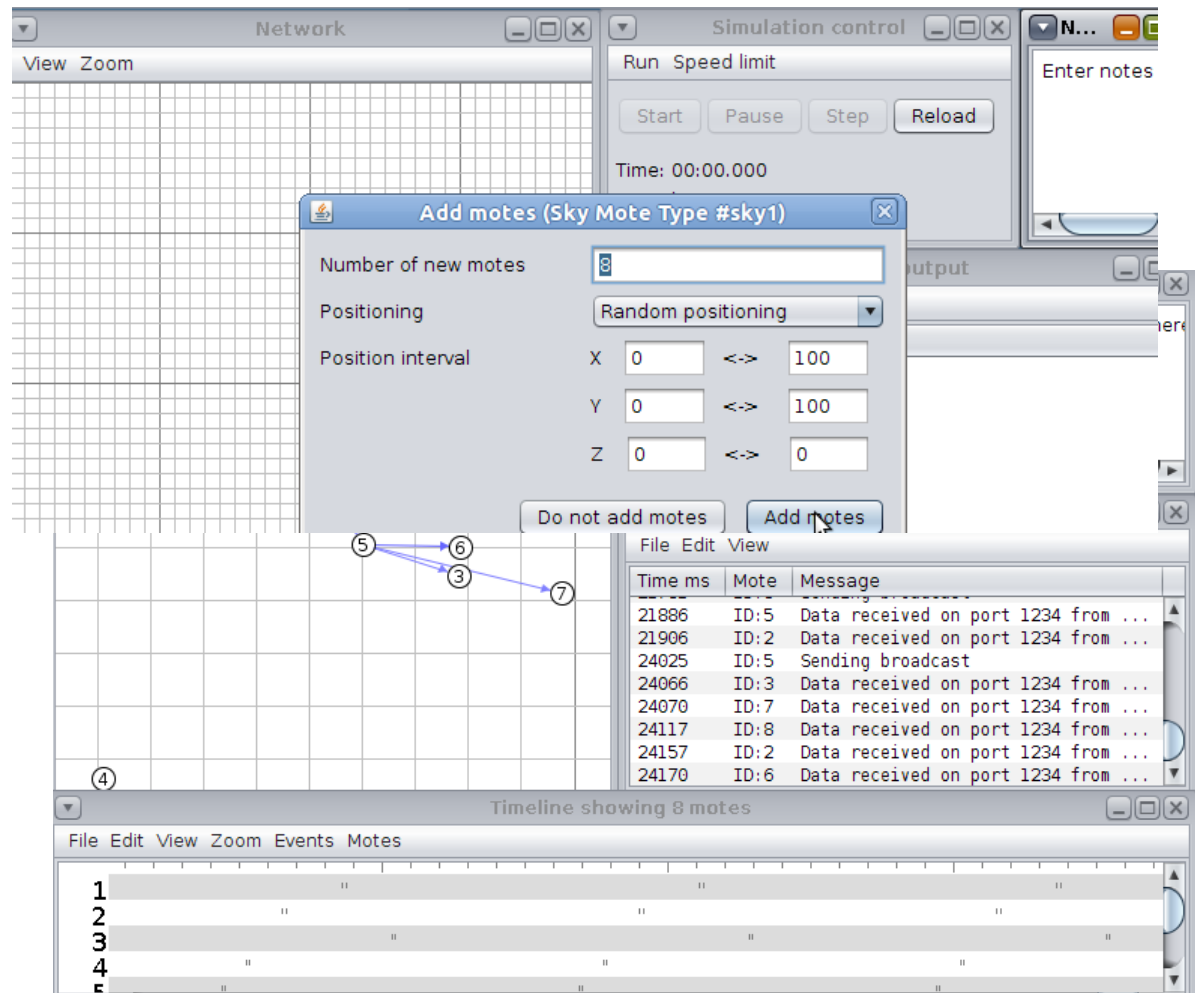 Network
View Zoom
Simulation control
Run Speed limit
Start Pause Step Reload
Time: 00:00.000
N...
Enter notes
Add motes (Sky Mote Type #sky1)
Number of new motes 8
Positioning Random positioning
Position interval X 0 <-> 100
Y 0 <-> 100
Z 0 <-> 0
Do not add motes Add motes
utput
here
5
6
3
7
4
File Edit View
Time ms Mote Message
21886 ID:5 Data received on port 1234 from ...
21906 ID:2 Data received on port 1234 from ...
24025 ID:5 Sending broadcast
24066 ID:3 Data received on port 1234 from ...
24070 ID:7 Data received on port 1234 from ...
24117 ID:8 Data received on port 1234 from ...
24157 ID:2 Data received on port 1234 from ...
24170 ID:6 Data received on port 1234 from ...
Timeline showing 8 motes
File Edit View Zoom Events Motes
1
2
3
4
5